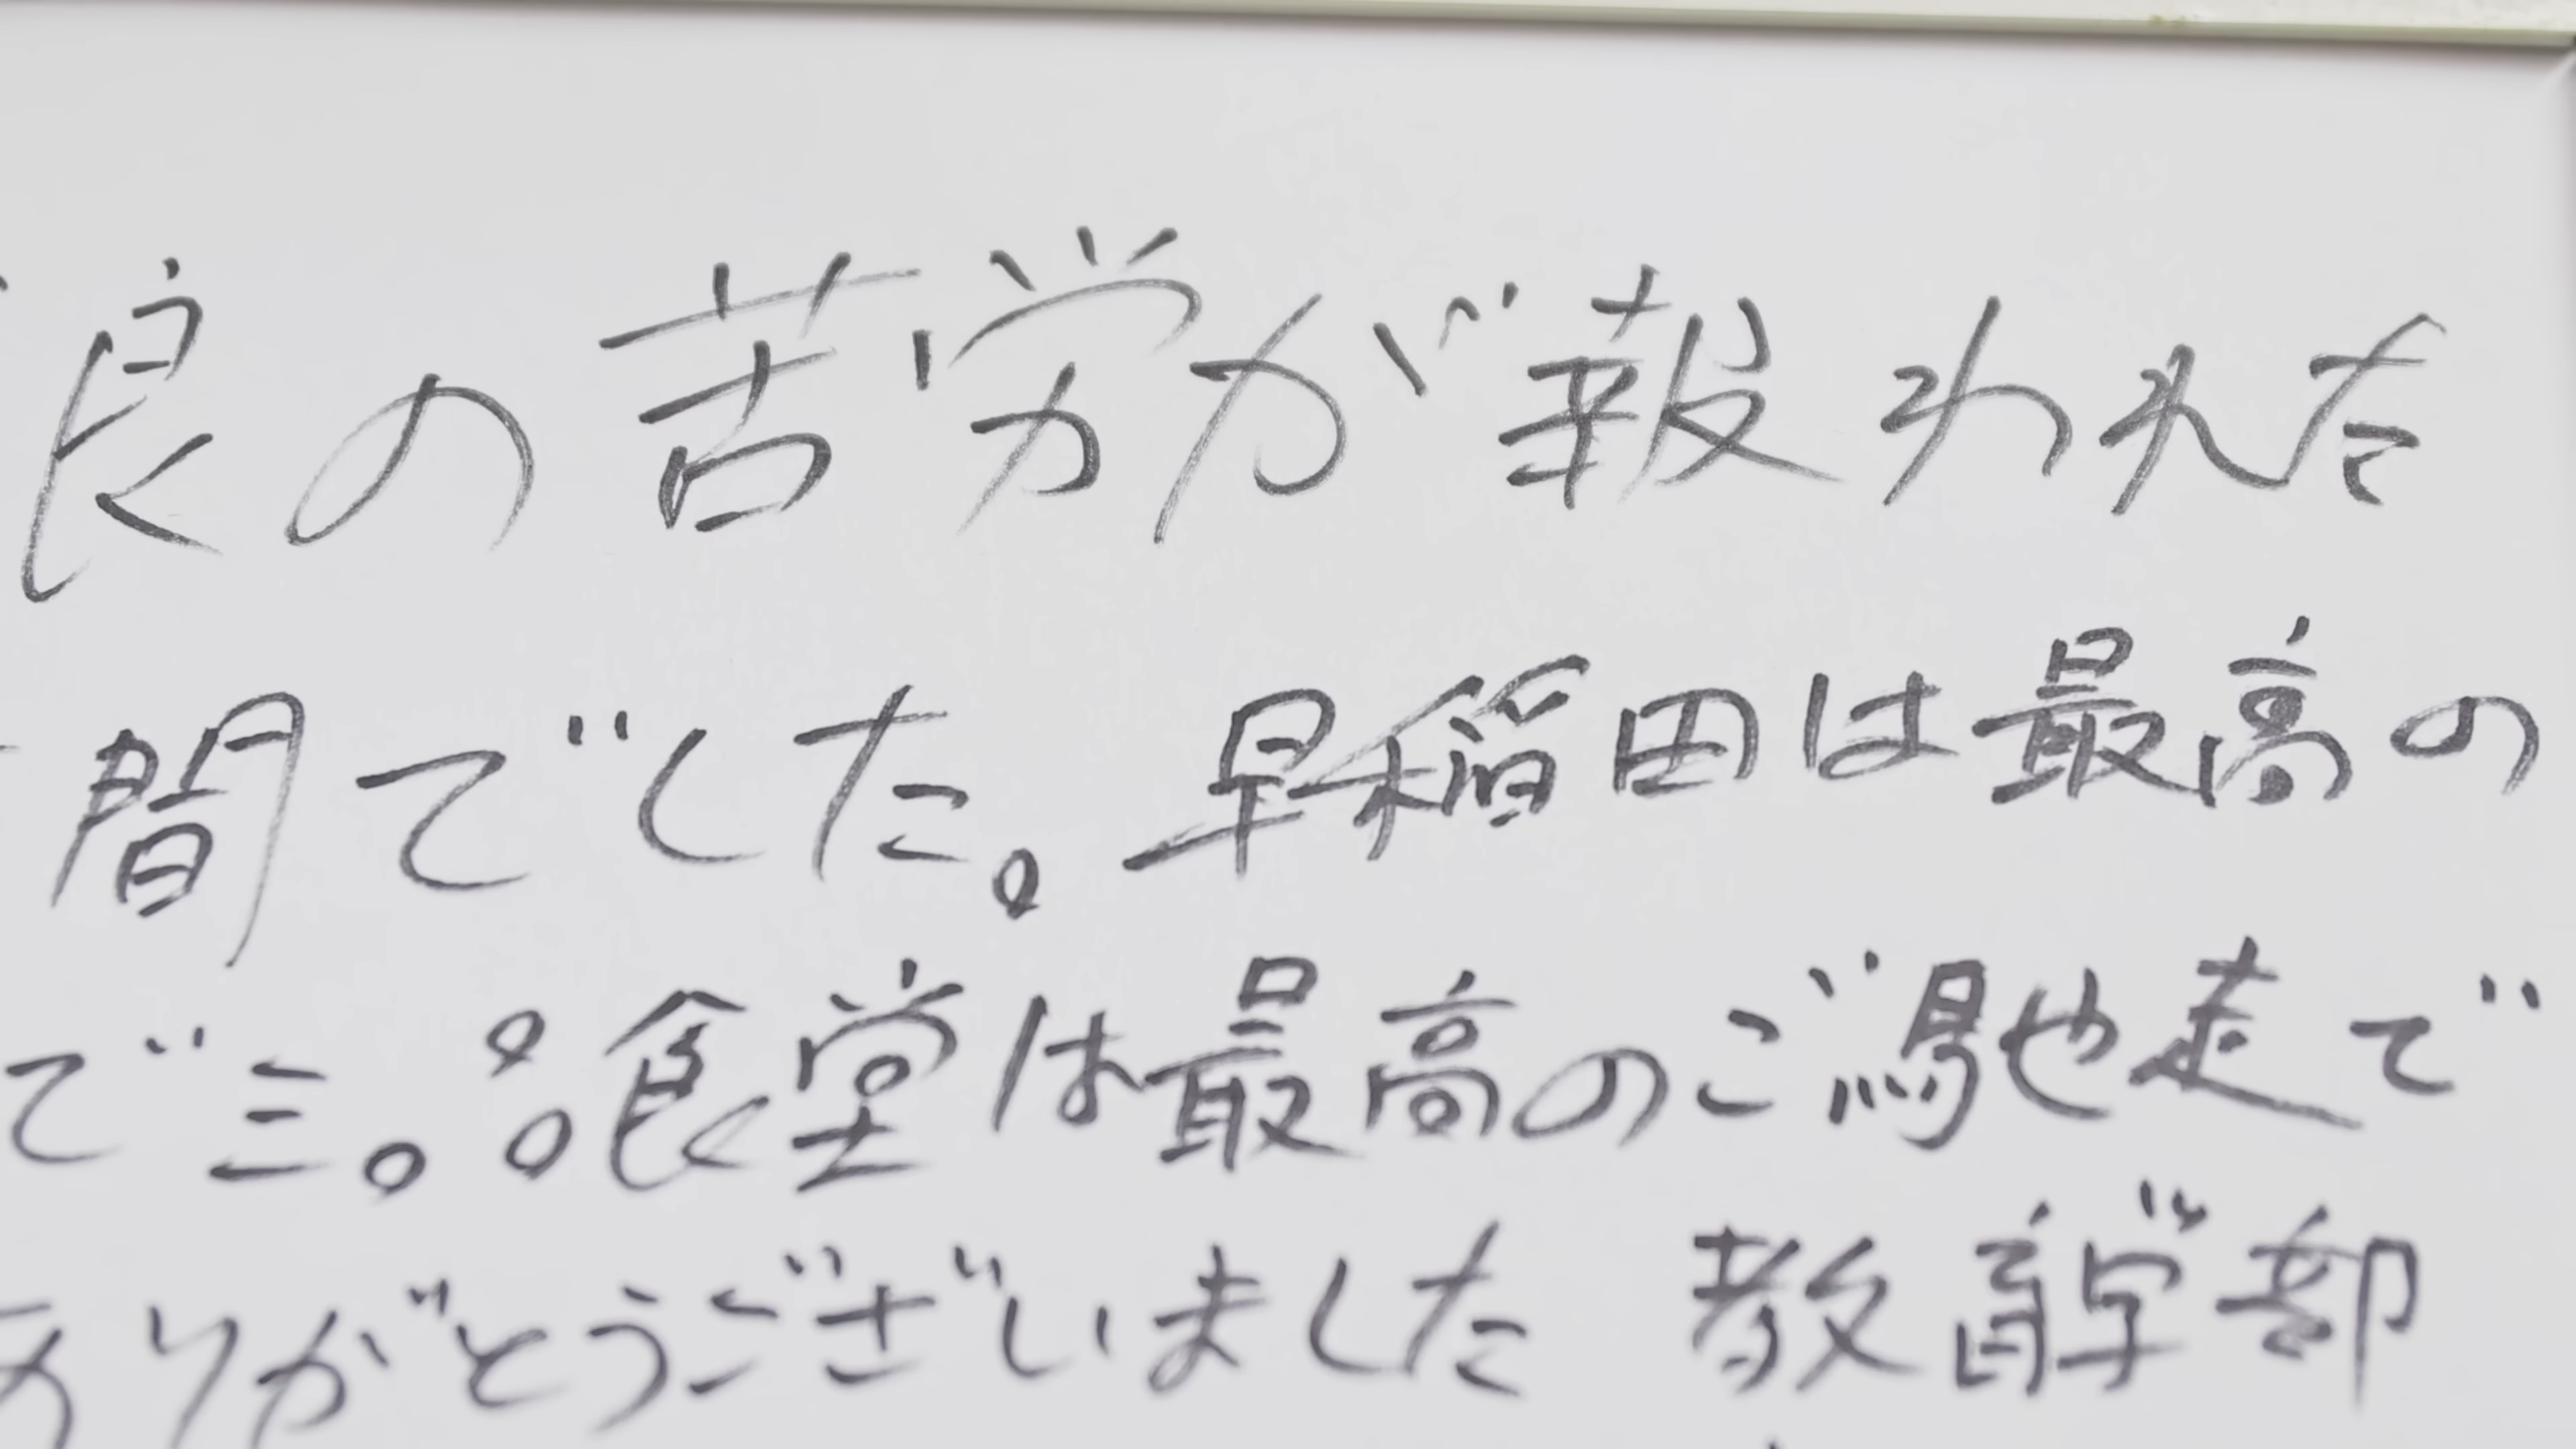 良の苦労が報われた
間でした。早稲田は最高の
で三。食堂は最高のご馳走で
ありがとうございました 教育学部